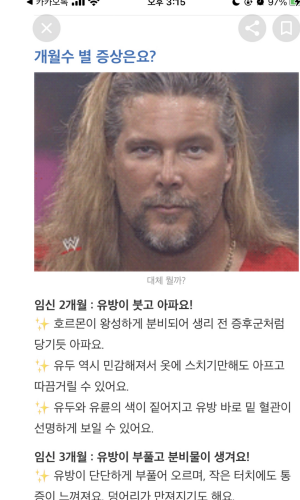 카카오톡
오후 3:15
97%
개월수 별 증상은요?
W
대체 뭘까?
임신 2개월 : 유방이 붓고 아파요!
✨ 호르몬이 왕성하게 분비되어 생리 전 증후군처럼
당기듯 아파요.
✨ 유두 역시 민감해져서 옷에 스치기만해도 아프고
따끔거릴 수 있어요.
✨ 유두와 유륜의 색이 짙어지고 유방 바로 밑 혈관이
선명하게 보일 수 있어요.
임신 3개월 : 유방이 부풀고 분비물이 생겨요!
✨ 유방이 단단하게 부풀어 오르며, 작은 터치에도 통
증이 느껴져요. 덩어리가 만져지기도 해요.